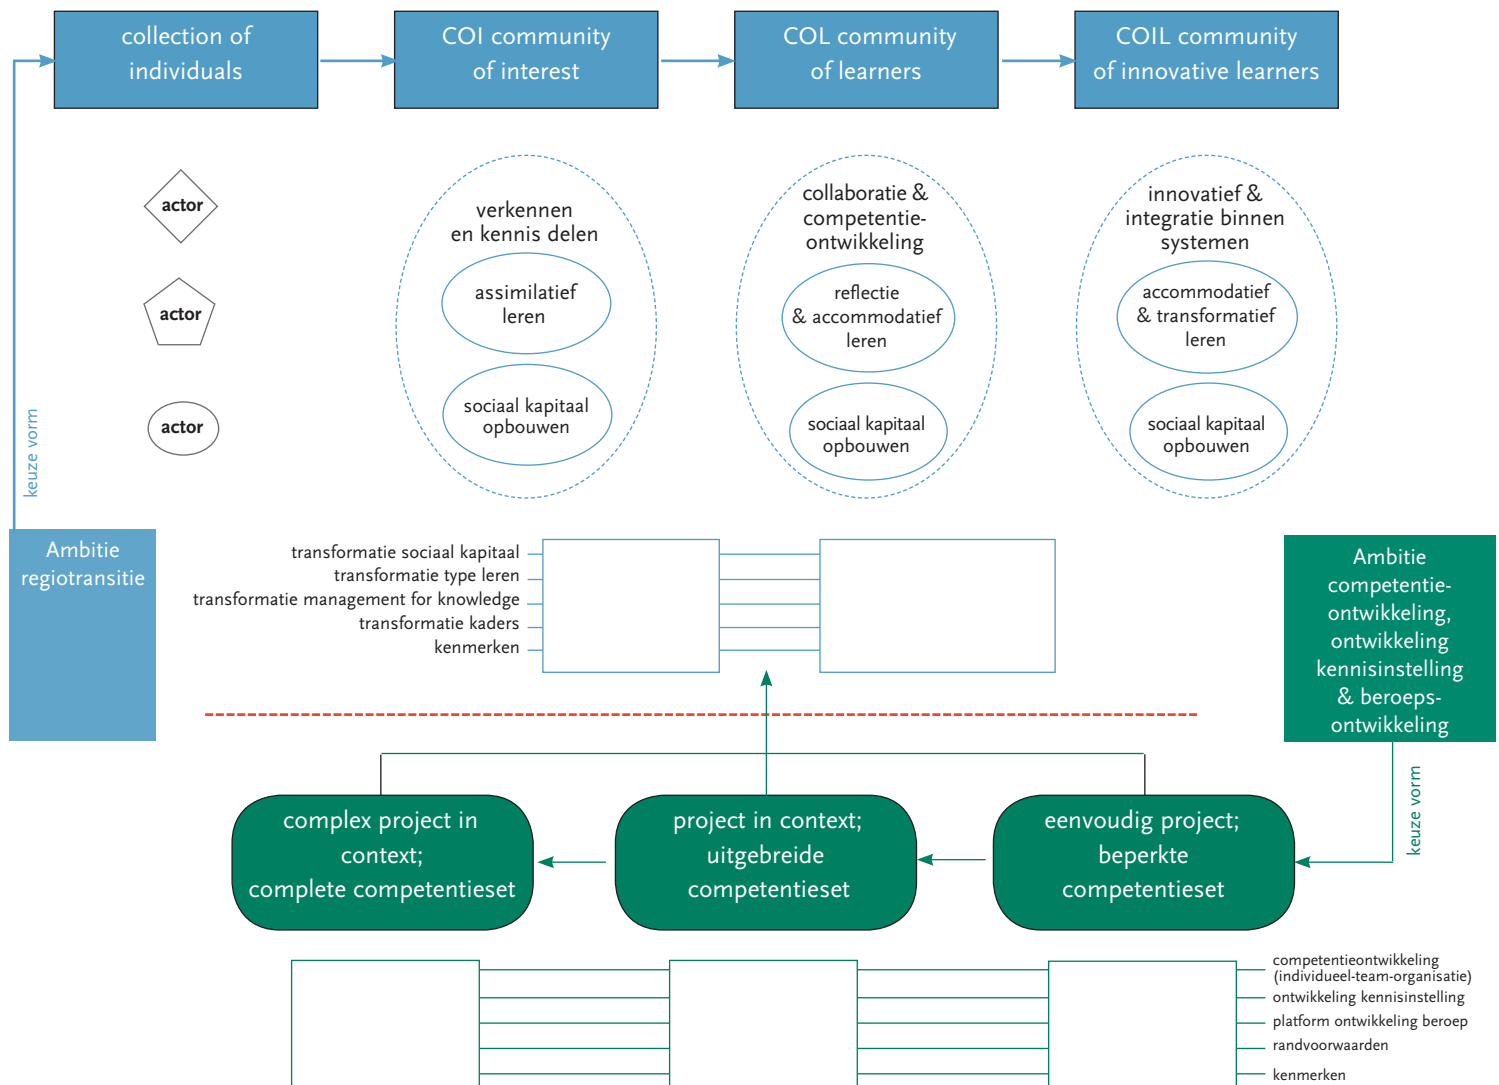 collection of
individuals
COI community
of interest
COL community
of learners
COIL community
of innovative learners
actor
actor
actor
verkennen
en kennis delen
assimilatief
leren
sociaal kapitaal
opbouwen
collaboratie &
competentie-
ontwikkeling
reflectie
& accommodatief
leren
sociaal kapitaal
opbouwen
innovatief &
integratie binnen
systemen
accommodatief
& transformatief
leren
sociaal kapitaal
opbouwen
keuze vorm
Ambitie
regiotransitie
transformatie sociaal kapitaal
transformatie type leren
transformatie management for knowledge
transformatie kaders
kenmerken
Ambitie
competentie-
ontwikkeling,
ontwikkeling
kennisinstelling
& beroeps-
ontwikkeling
keuze vorm
complex project in
context;
complete competentieset
project in context;
uitgebreide
competentieset
eenvoudig project;
beperkte
competentieset
competentieontwikkeling
(individueel-team-organisatie)
ontwikkeling kennisinstelling
platform ontwikkeling beroep
randvoorwaarden
kenmerken